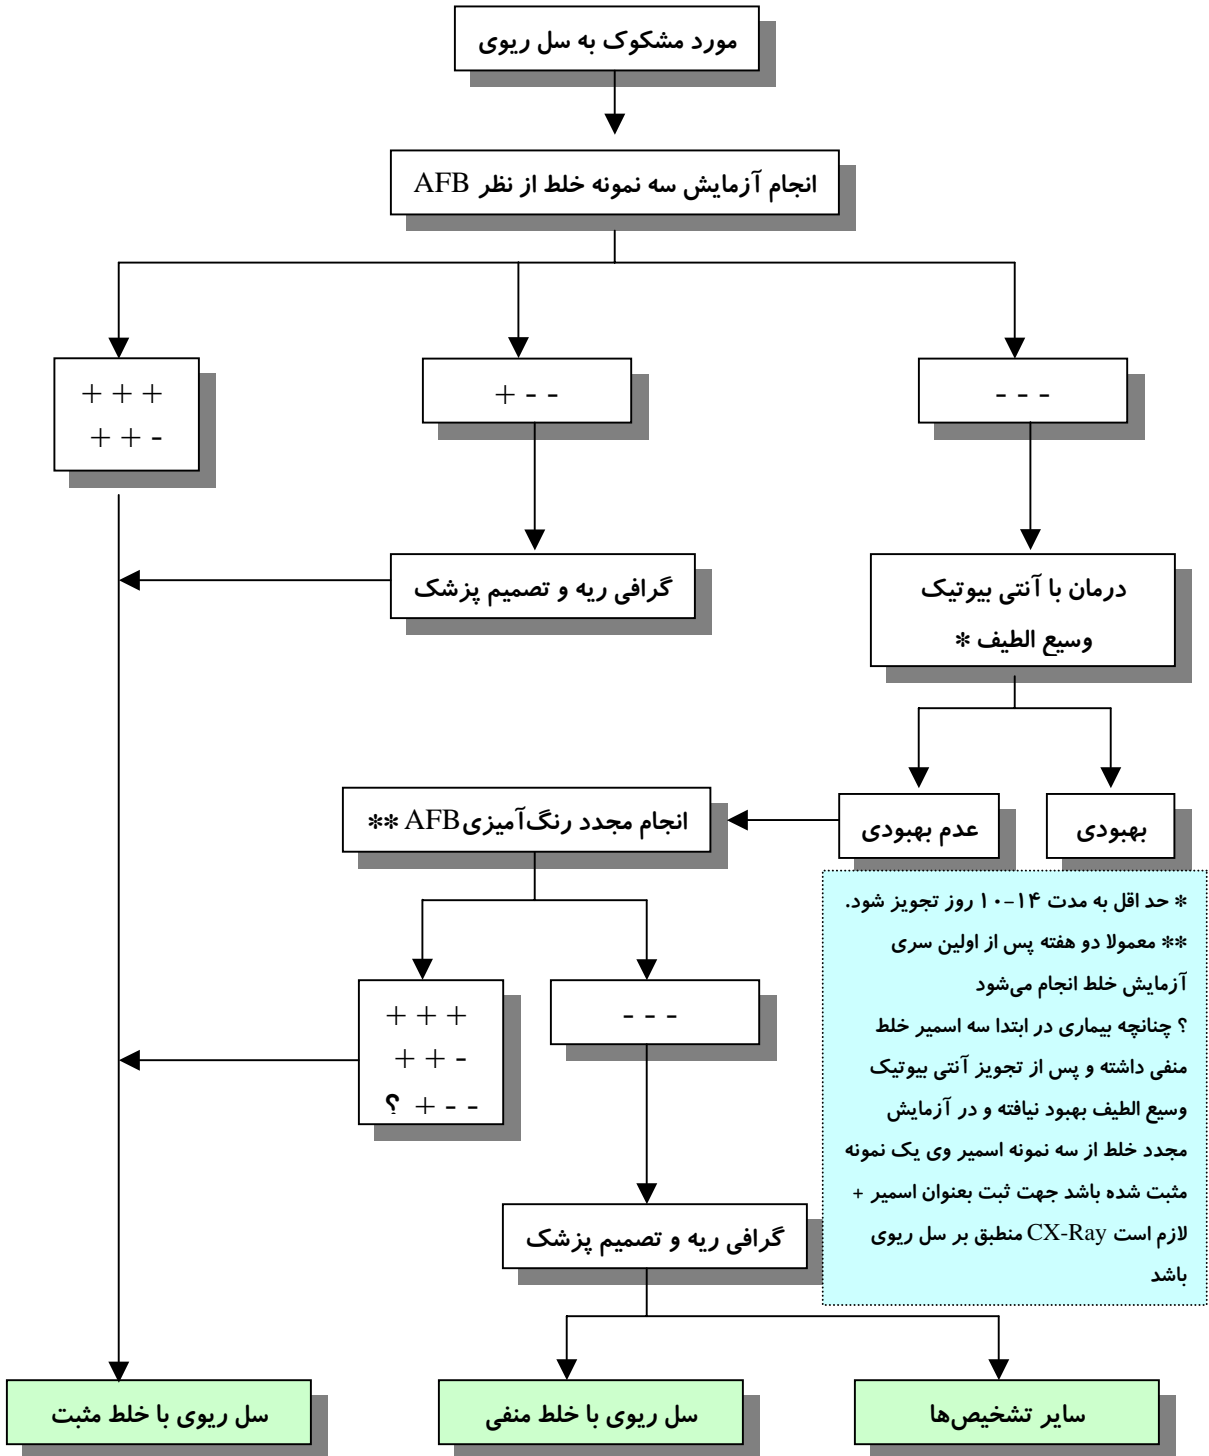 مورد مشکوک به سل ریوی
انجام آزمایش سه نمونه خلط از نظر AFB
+ + +
+ + -
+ - -
- - -
گرافی ریه و تصمیم پزشک
درمان با آنتی بیوتیک
وسیع الطیف *
انجام مجدد رنگ‌آمیزی AFB **
عدم بهبودی
بهبودی
* حد اقل به مدت ۱۴-۱۰ روز تجویز شود.
** معمولا دو هفته پس از اولین سری
آزمایش خلط انجام می‌شود
؟ چنانچه بیماری در ابتدا سه اسمیر خلط
منفی داشته و پس از تجویز آنتی بیوتیک
وسیع الطیف بهبود نیافته و در آزمایش
مجدد خلط از سه نمونه اسمیر وی یک نمونه
مثبت شده باشد جهت ثبت بعنوان اسمیر +
لازم است CX-Ray منطبق بر سل ریوی
باشد
+ + +
+ + -
؟ + - -
- - -
گرافی ریه و تصمیم پزشک
سل ریوی با خلط مثبت
سل ریوی با خلط منفی
سایر تشخیص‌ها